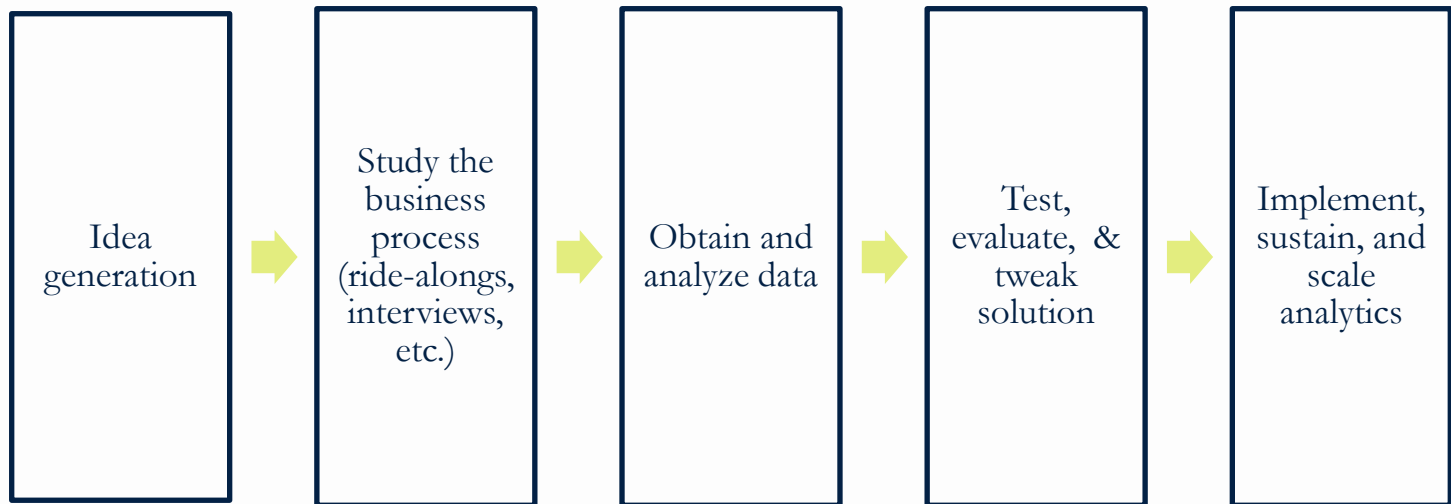 Idea
generation
Study the
business
process
(ride-alongs,
interviews,
etc.)
Obtain and
analyze data
Test,
evaluate, &
tweak
solution
Implement,
sustain, and
scale
analytics